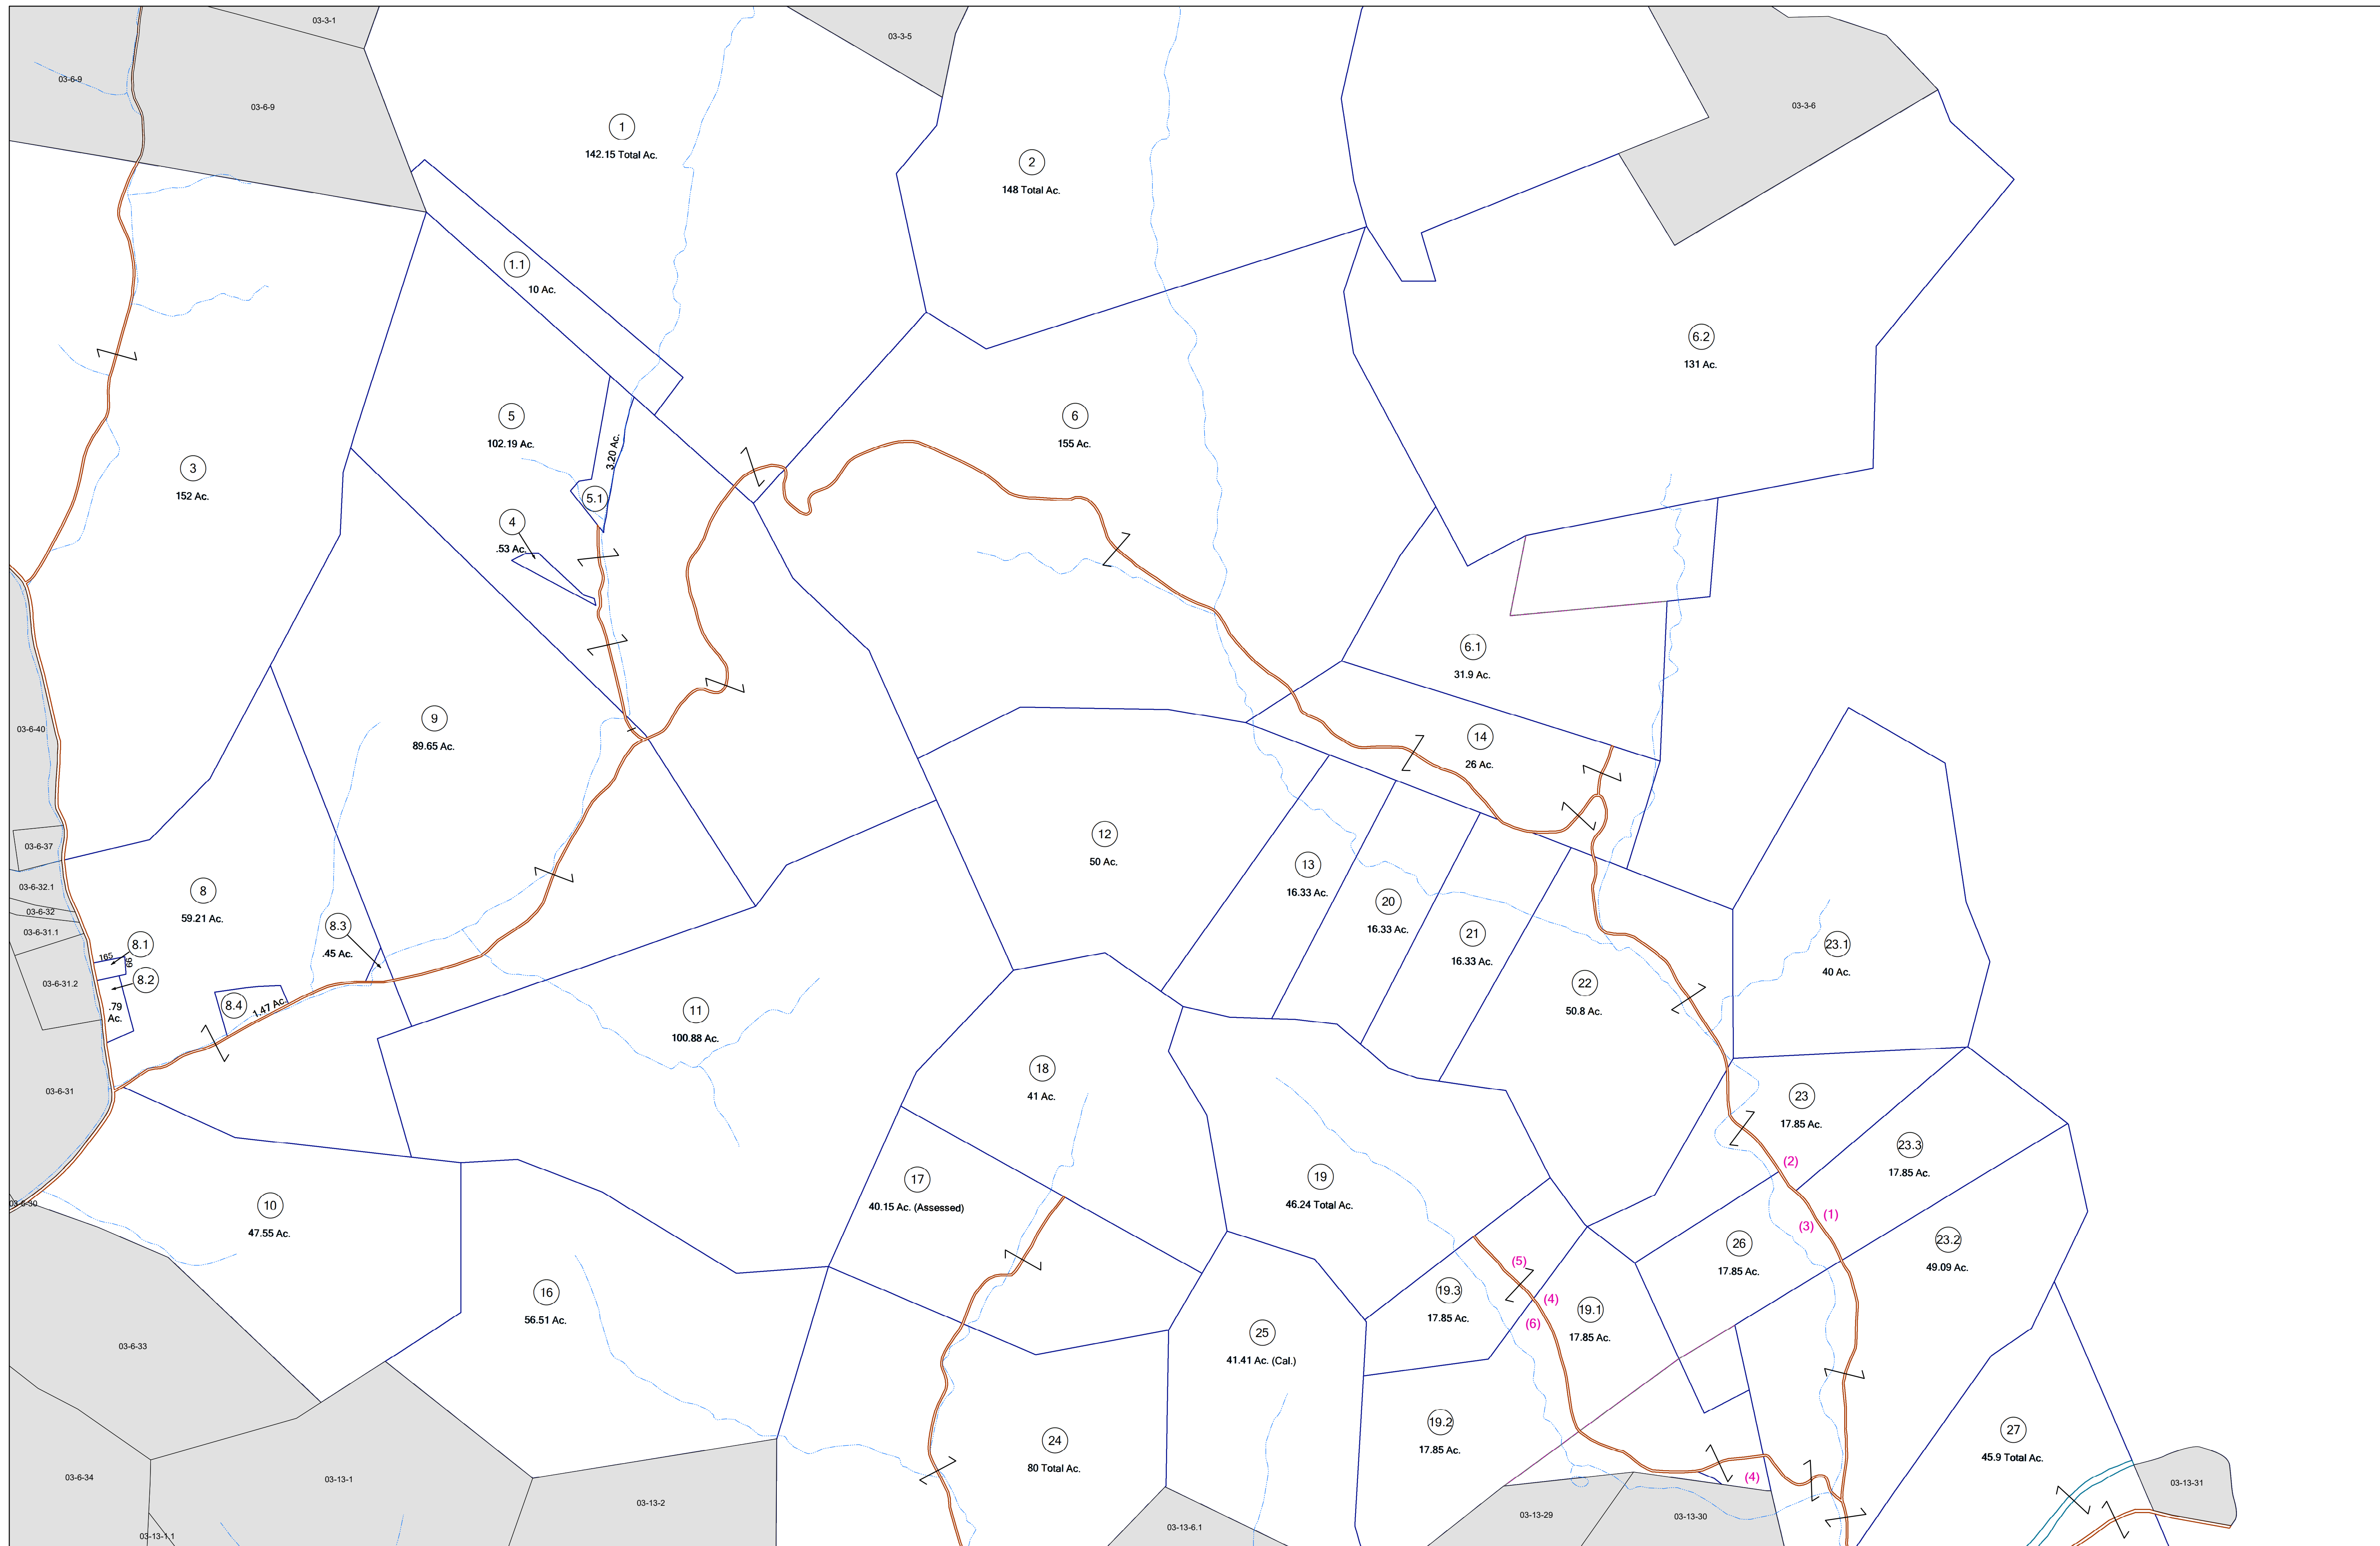 03-3-1
03-3-5
03-6-9
03-6-9
03-3-6
1
142.15 Total Ac.
2
148 Total Ac.
1.1
10 Ac.
6.2
131 Ac.
5
102.19 Ac.
3.20 Ac.
6
155 Ac.
3
152 Ac.
5.1
4
.53 Ac.
6.1
31.9 Ac.
03-6-40
9
89.65 Ac.
14
26 Ac.
12
50 Ac.
03-6-37
13
16.33 Ac.
03-6-32.1
8
59.21 Ac.
20
16.33 Ac.
03-6-32
8.3
.45 Ac.
21
16.33 Ac.
03-6-31.1
8.1
165
66
23.1
40 Ac.
03-6-31.2
8.2
.79
Ac.
8.4
1.47 Ac.
22
50.8 Ac.
11
100.88 Ac.
18
41 Ac.
03-6-31
23
17.85 Ac.
23.3
17.85 Ac.
(2)
17
40.15 Ac. (Assessed)
19
46.24 Total Ac.
03-6-30
10
47.55 Ac.
(1)
(3)
26
17.85 Ac.
23.2
49.09 Ac.
(5)
16
56.51 Ac.
19.3
17.85 Ac.
(4)
(6)
19.1
17.85 Ac.
03-6-33
25
41.41 Ac. (Cal.)
19.2
17.85 Ac.
27
45.9 Total Ac.
24
80 Total Ac.
03-6-34
03-13-1
(4)
03-13-31
03-13-2
03-13-29
03-13-30
03-13-6.1
03-13-1.1